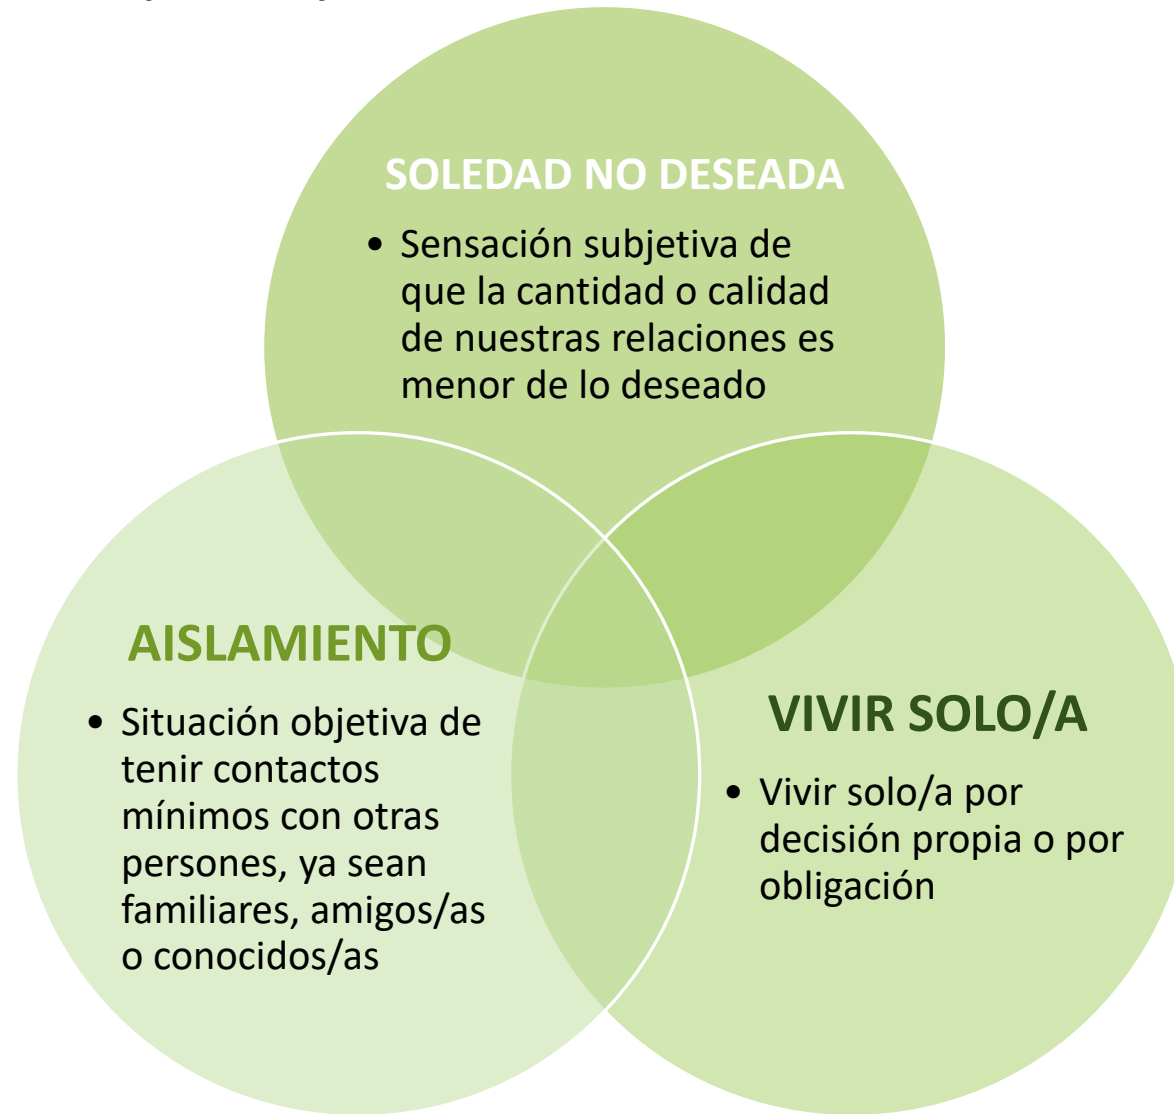 SOLEDAD NO DESEADA
• Sensación subjetiva de
que la cantidad o calidad
de nuestras relaciones es
menor de lo deseado
AISLAMIENTO
• Situación objetiva de
tenir contactos
mínimos con otras
persones, ya sean
familiares, amigos/as
o conocidos/as
VIVIR SOLO/A
• Vivir solo/a por
decisión propia o por
obligación